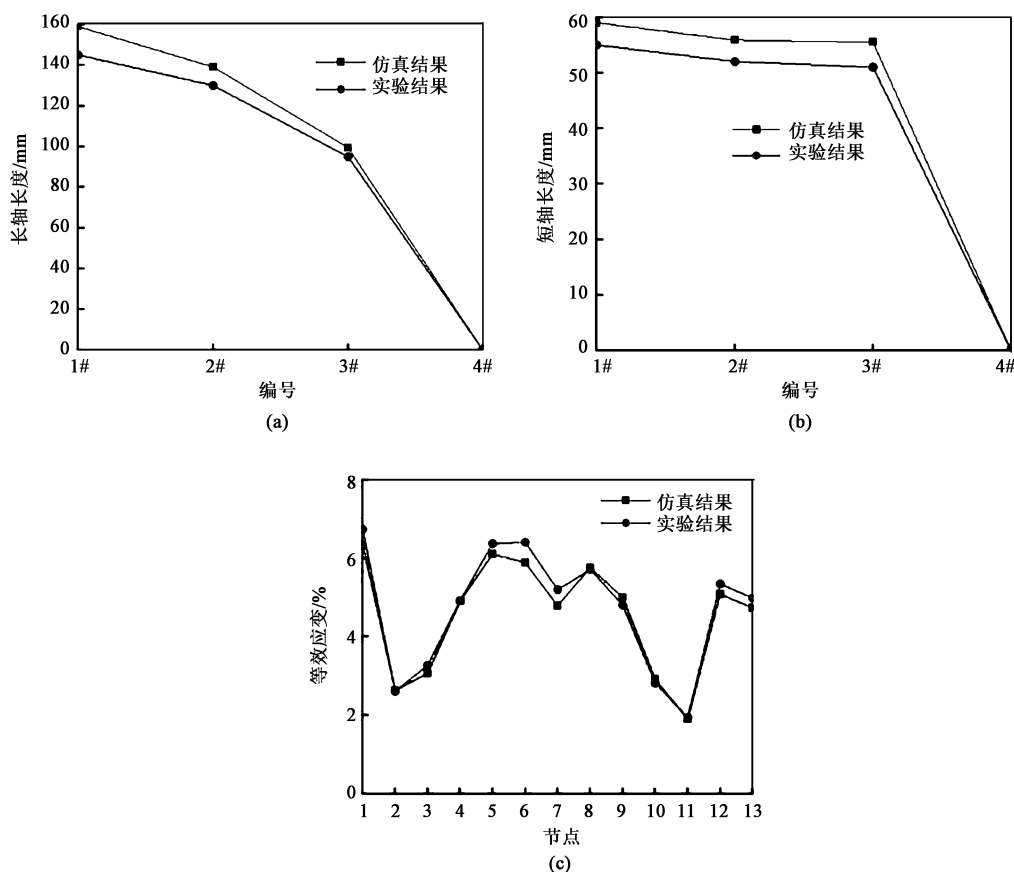 160
140
120
100
80
60
40
20
0
长轴长度/mm
仿真结果
实验结果
1# 2# 3# 4#
编号
(a)
60
50
40
30
20
10
0
短轴长度/mm
仿真结果
实验结果
1# 2# 3# 4#
编号
(b)
8
6
4
2
0
等效应变/%
仿真结果
实验结果
1 2 3 4 5 6 7 8 9 10 11 12 13
节点
(c)